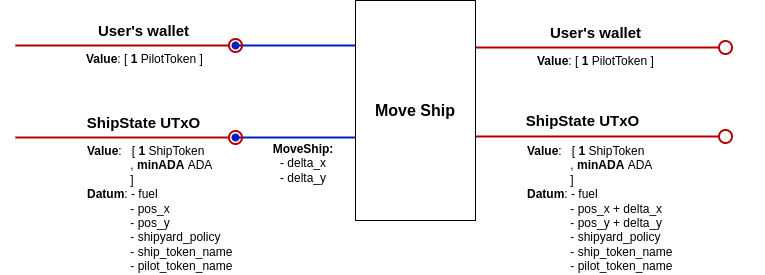 User's wallet
Value: [ 1 PilotToken ]
ShipState UTxO
Value: [ 1 ShipToken
, minADA ADA
]
Datum: - fuel
- pos_x
- pos_y
- shipyard_policy
- ship_token_name
- pilot_token_name
MoveShip:
- delta_x
- delta_y
Move Ship
User's wallet
Value: [ 1 PilotToken ]
ShipState UTxO
Value: [ 1 ShipToken
, minADA ADA
]
Datum: - fuel
- pos_x + delta_x
- pos_y + delta_y
- shipyard_policy
- ship_token_name
- pilot_token_name